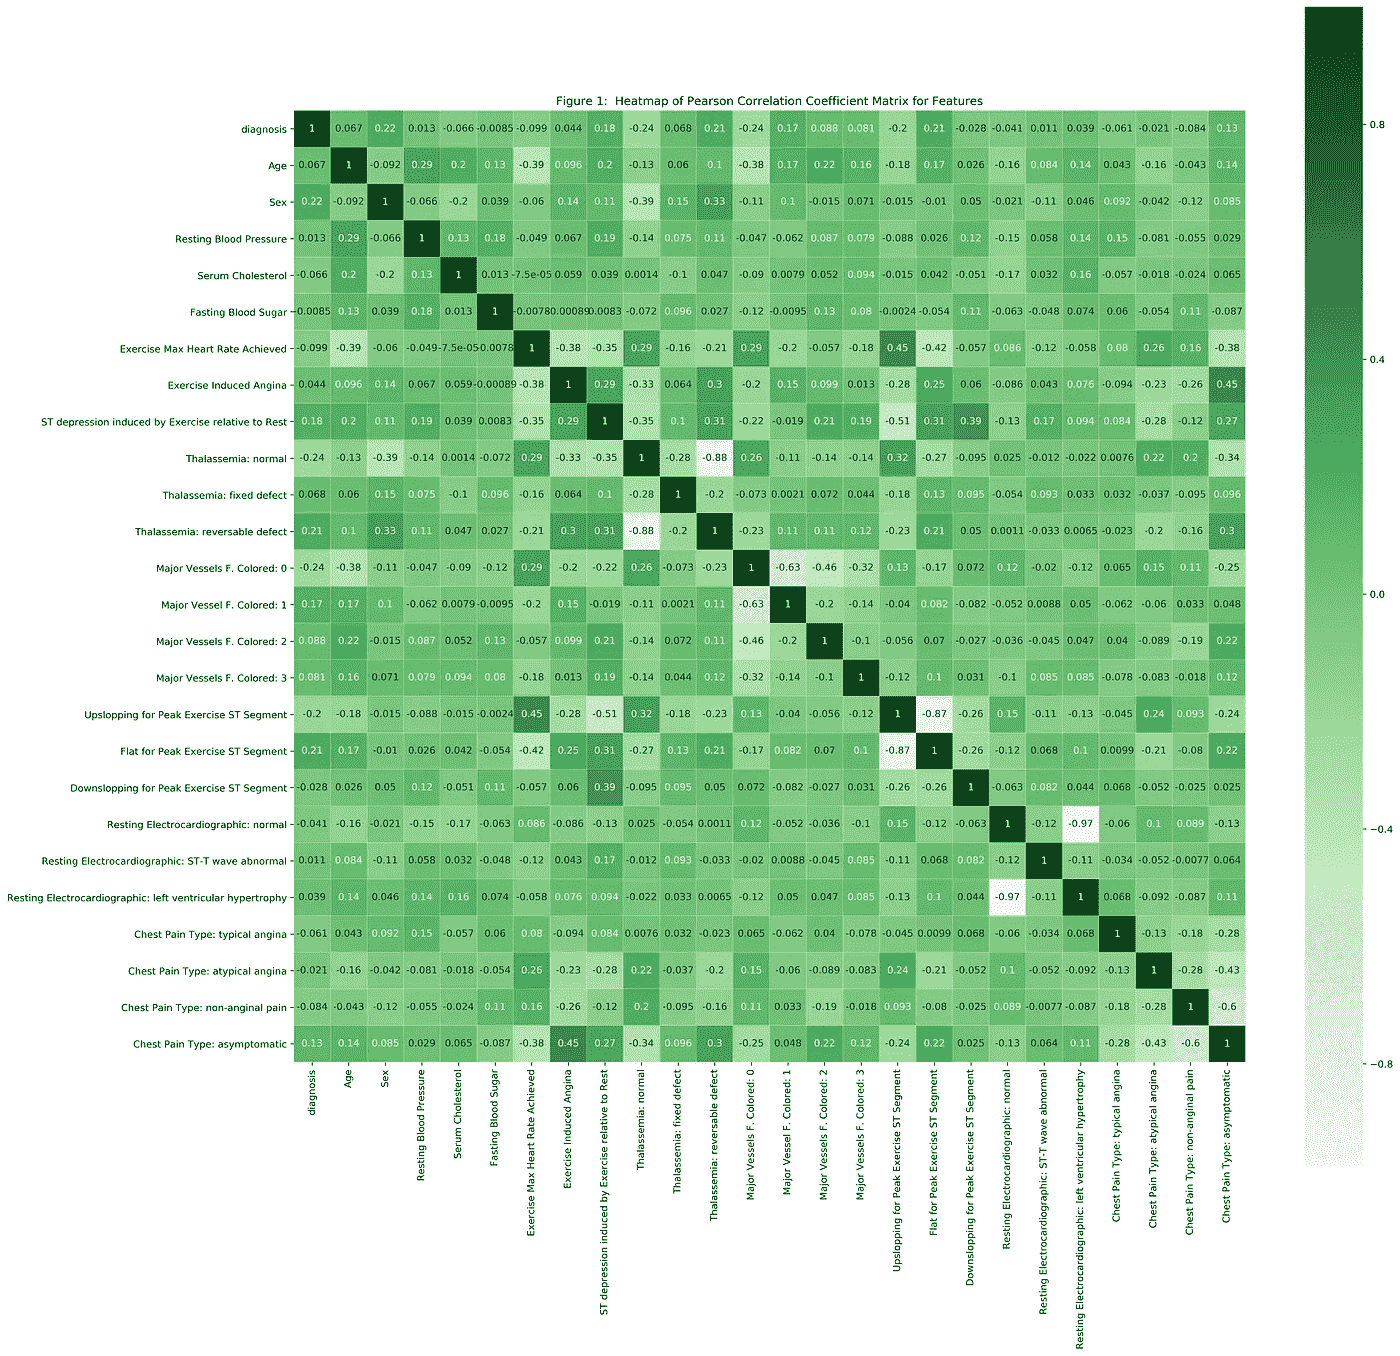 Figure 1:  Heatmap of Pearson Correlation Coefficient Matrix for Features
diagnosis 1 0.067 0.22 0.013 -0.066 -0.0085 -0.099 0.044 0.18 -0.24 0.068 0.21 -0.24 0.17 0.088 0.081 -0.2 0.21 -0.028 -0.041 0.011 0.039 -0.061 -0.021 -0.084 0.13
Age 0.067 1 -0.092 0.29 0.2 0.13 -0.39 0.096 0.2 -0.13 0.06 0.1 -0.38 0.17 0.22 0.16 -0.18 0.17 0.026 -0.16 0.084 0.14 0.043 -0.16 -0.043 0.14
Sex 0.22 -0.092 1 -0.066 -0.2 0.039 -0.06 0.14 0.11 -0.39 0.15 0.33 -0.11 0.1 -0.015 0.071 -0.015 -0.01 0.05 -0.021 -0.11 0.046 0.092 -0.042 -0.12 0.085
Resting Blood Pressure 0.013 0.29 -0.066 1 0.13 0.18 -0.049 0.067 0.19 -0.14 0.075 0.11 -0.047 -0.062 0.087 0.079 -0.088 0.026 0.12 -0.15 0.058 0.14 0.15 -0.081 -0.055 0.029
Serum Cholesterol -0.066 0.2 -0.2 0.13 1 0.013 -7.5e-05 0.059 0.039 0.0014 -0.1 0.047 -0.09 0.0079 0.052 0.094 -0.015 0.042 -0.051 -0.17 0.032 0.16 -0.057 -0.018 -0.024 0.065
Fasting Blood Sugar -0.0085 0.13 0.039 0.18 0.013 1 -0.0078 -0.00089 0.0083 -0.072 0.096 0.027 -0.12 -0.0095 0.13 0.08 -0.0024 -0.054 0.11 -0.063 -0.048 0.074 0.06 -0.054 0.11 -0.087
Exercise Max Heart Rate Achieved -0.099 -0.39 -0.06 -0.049 -7.5e-05 -0.0078 1 -0.38 -0.35 0.29 -0.16 -0.21 0.29 -0.2 -0.057 -0.18 0.45 -0.42 -0.057 0.086 -0.12 -0.058 0.08 0.26 0.16 -0.38
Exercise Induced Angina 0.044 0.096 0.14 0.067 0.059 -0.00089 -0.38 1 0.29 -0.33 0.064 0.3 -0.2 0.15 0.099 0.013 -0.28 0.25 0.06 -0.086 0.043 0.076 -0.094 -0.23 -0.26 0.45
ST depression induced by Exercise relative to Rest 0.18 0.2 0.11 0.19 0.039 0.0083 -0.35 0.29 1 -0.35 0.1 0.31 -0.22 -0.019 0.21 0.19 -0.51 0.31 0.39 -0.13 0.17 0.094 0.084 -0.28 -0.12 0.27
Thalassemia: normal -0.24 -0.13 -0.39 -0.14 0.0014 -0.072 0.29 -0.33 -0.35 1 -0.28 -0.88 0.26 -0.11 -0.14 -0.14 0.32 -0.27 -0.095 0.025 -0.012 -0.022 0.0076 0.22 0.2 -0.34
Thalassemia: fixed defect 0.068 0.06 0.15 0.075 -0.1 0.096 -0.16 0.064 0.1 -0.28 1 -0.2 -0.073 0.0021 0.072 0.044 -0.18 0.13 0.095 -0.054 0.093 0.033 0.032 -0.037 -0.095 0.096
Thalassemia: reversable defect 0.21 0.1 0.33 0.11 0.047 0.027 -0.21 0.3 0.31 -0.88 -0.2 1 -0.23 0.11 0.11 0.12 -0.23 0.21 0.05 0.0011 -0.033 0.0065 -0.023 -0.2 -0.16 0.3
Major Vessels F. Colored: 0 -0.24 -0.38 -0.11 -0.047 -0.09 -0.12 0.29 -0.2 -0.22 0.26 -0.073 -0.23 1 -0.63 -0.46 -0.32 0.13 -0.17 0.072 0.12 -0.02 -0.12 0.065 0.15 0.11 -0.25
Major Vessel F. Colored: 1 0.17 0.17 0.1 -0.062 0.0079 -0.0095 -0.2 0.15 -0.019 -0.11 0.0021 0.11 -0.63 1 -0.2 -0.14 -0.04 0.082 -0.082 -0.052 0.0088 0.05 -0.062 -0.06 0.033 0.048
Major Vessels F. Colored: 2 0.088 0.22 -0.015 0.087 0.052 0.13 -0.057 0.099 0.21 -0.14 0.072 0.11 -0.46 -0.2 1 -0.1 -0.056 0.07 -0.027 -0.036 -0.045 0.047 0.04 -0.089 -0.19 0.22
Major Vessels F. Colored: 3 0.081 0.16 0.071 0.079 0.094 0.08 -0.18 0.013 0.19 -0.14 0.044 0.12 -0.32 -0.14 -0.1 1 -0.12 0.1 0.031 -0.1 0.085 0.085 -0.078 -0.083 -0.018 0.12
Upslopping for Peak Exercise ST Segment -0.2 -0.18 -0.015 -0.088 -0.015 -0.0024 0.45 -0.28 -0.51 0.32 -0.18 -0.23 0.13 -0.04 -0.056 -0.12 1 -0.87 -0.26 0.15 -0.11 -0.13 -0.045 0.24 0.093 -0.24
Flat for Peak Exercise ST Segment 0.21 0.17 -0.01 0.026 0.042 -0.054 -0.42 0.25 0.31 -0.27 0.13 0.21 -0.17 0.082 0.07 0.1 -0.87 1 -0.26 -0.12 0.068 0.1 0.0099 -0.21 -0.08 0.22
Downslopping for Peak Exercise ST Segment -0.028 0.026 0.05 0.12 -0.051 0.11 -0.057 0.06 0.39 -0.095 0.095 0.05 0.072 -0.082 -0.027 0.031 -0.26 -0.26 1 -0.063 0.082 0.044 0.068 -0.052 -0.025 0.025
Resting Electrocardiographic: normal -0.041 -0.16 -0.021 -0.15 -0.17 -0.063 0.086 -0.086 -0.13 0.025 -0.054 0.0011 0.12 -0.052 -0.036 -0.1 0.15 -0.12 -0.063 1 -0.12 -0.97 -0.06 0.1 0.089 -0.13
Resting Electrocardiographic: ST-T wave abnormal 0.011 0.084 -0.11 0.058 0.032 -0.048 -0.12 0.043 0.17 -0.012 0.093 -0.033 -0.02 0.0088 -0.045 0.085 -0.11 0.068 0.082 -0.12 1 -0.11 -0.034 -0.052 -0.0077 0.064
Resting Electrocardiographic: left ventricular hypertrophy 0.039 0.14 0.046 0.14 0.16 0.074 -0.058 0.076 0.094 -0.022 0.033 0.0065 -0.12 0.05 0.047 0.085 -0.13 0.1 0.044 -0.97 -0.11 1 0.068 -0.092 -0.087 0.11
Chest Pain Type: typical angina -0.061 0.043 0.092 0.15 -0.057 0.06 0.08 -0.094 0.084 0.0076 0.032 -0.023 0.065 -0.062 0.04 -0.078 -0.045 0.0099 0.068 -0.06 -0.034 0.068 1 -0.13 -0.18 -0.28
Chest Pain Type: atypical angina -0.021 -0.16 -0.042 -0.081 -0.018 -0.054 0.26 -0.23 -0.28 0.22 -0.037 -0.2 0.15 -0.06 -0.089 -0.083 0.24 -0.21 -0.052 0.1 -0.052 -0.092 -0.13 1 -0.28 -0.43
Chest Pain Type: non-anginal pain -0.084 -0.043 -0.12 -0.055 -0.024 0.11 0.16 -0.26 -0.12 0.2 -0.095 -0.16 0.11 0.033 -0.19 -0.018 0.093 -0.08 -0.025 0.089 -0.0077 -0.087 -0.18 -0.28 1 -0.6
Chest Pain Type: asymptomatic 0.13 0.14 0.085 0.029 0.065 -0.087 -0.38 0.45 0.27 -0.34 0.096 0.3 -0.25 0.048 0.22 0.12 -0.24 0.22 0.025 -0.13 0.064 0.11 -0.28 -0.43 -0.6 1
diagnosis
Age
Sex
Resting Blood Pressure
Serum Cholesterol
Fasting Blood Sugar
Exercise Max Heart Rate Achieved
Exercise Induced Angina
ST depression induced by Exercise relative to Rest
Thalassemia: normal
Thalassemia: fixed defect
Thalassemia: reversable defect
Major Vessels F. Colored: 0
Major Vessel F. Colored: 1
Major Vessels F. Colored: 2
Major Vessels F. Colored: 3
Upslopping for Peak Exercise ST Segment
Flat for Peak Exercise ST Segment
Downslopping for Peak Exercise ST Segment
Resting Electrocardiographic: normal
Resting Electrocardiographic: ST-T wave abnormal
Resting Electrocardiographic: left ventricular hypertrophy
Chest Pain Type: typical angina
Chest Pain Type: atypical angina
Chest Pain Type: non-anginal pain
Chest Pain Type: asymptomatic
0.8
0.4
0.0
−0.4
−0.8